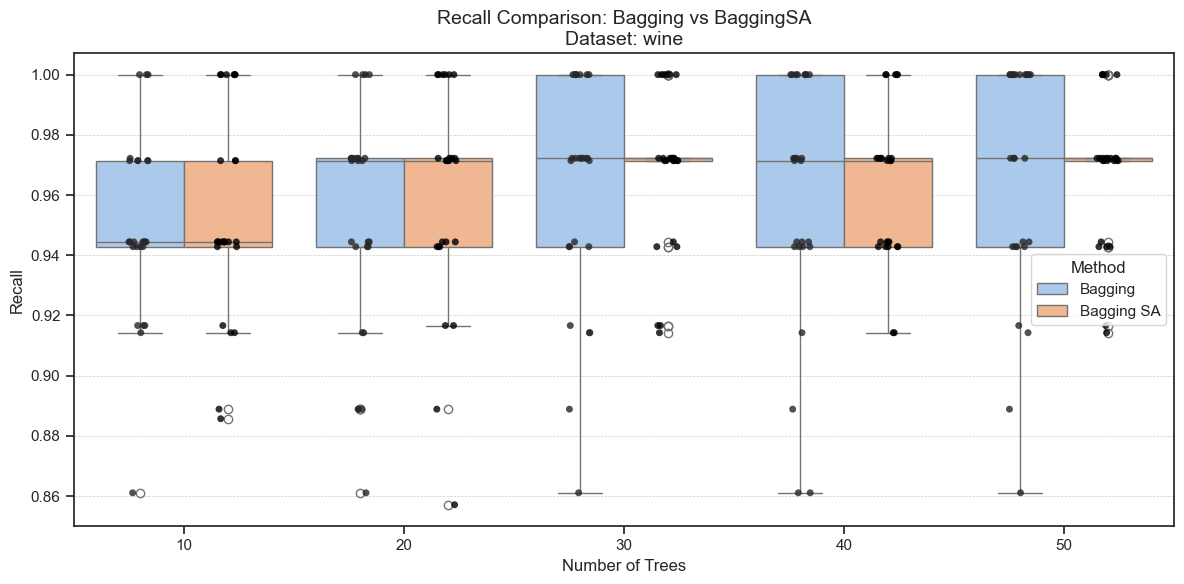 Recall Comparison: Bagging vs BaggingSA
Dataset: wine
1.00
0.98
0.96
0.94
0.92
0.90
0.88
0.86
Recall
Method
Bagging
Bagging SA
10
20
30
40
50
Number of Trees